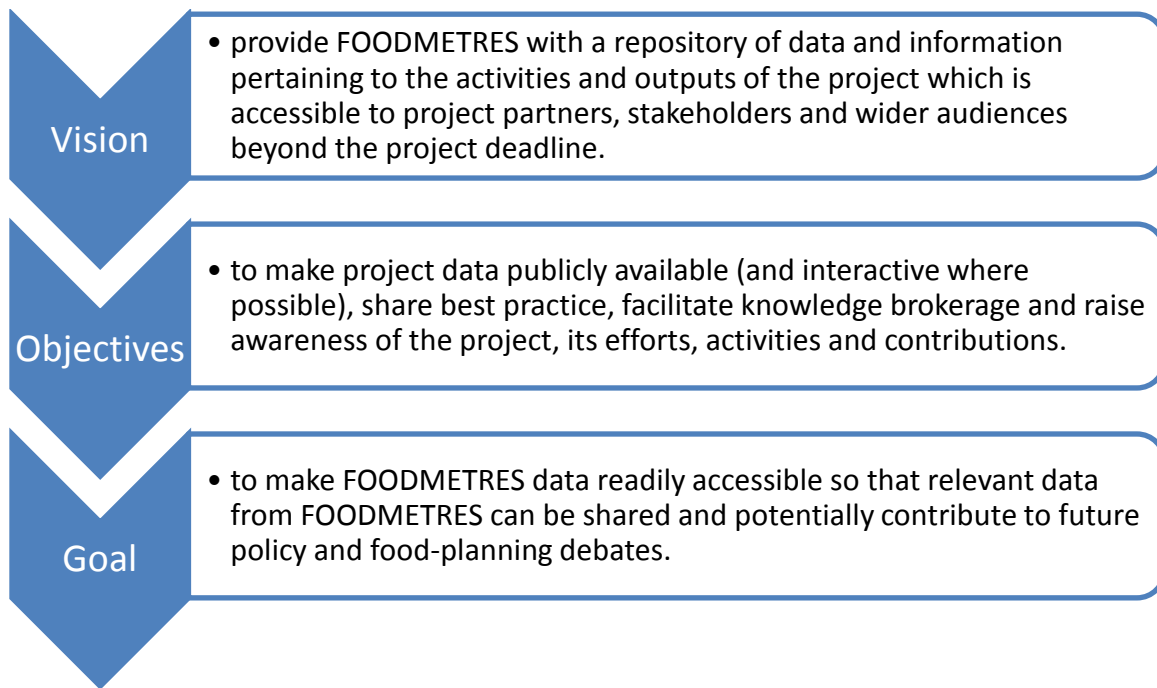 Vision
• provide FOODMETRES with a repository of data and information
pertaining to the activities and outputs of the project which is
accessible to project partners, stakeholders and wider audiences
beyond the project deadline.
Objectives
• to make project data publicly available (and interactive where
possible), share best practice, facilitate knowledge brokerage and raise
awareness of the project, its efforts, activities and contributions.
Goal
• to make FOODMETRES data readily accessible so that relevant data
from FOODMETRES can be shared and potentially contribute to future
policy and food-planning debates.